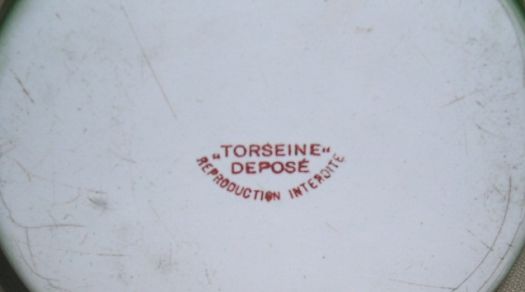 "TORSEINE"
DEPOSÉ
REPRODUCTION INTERDITE